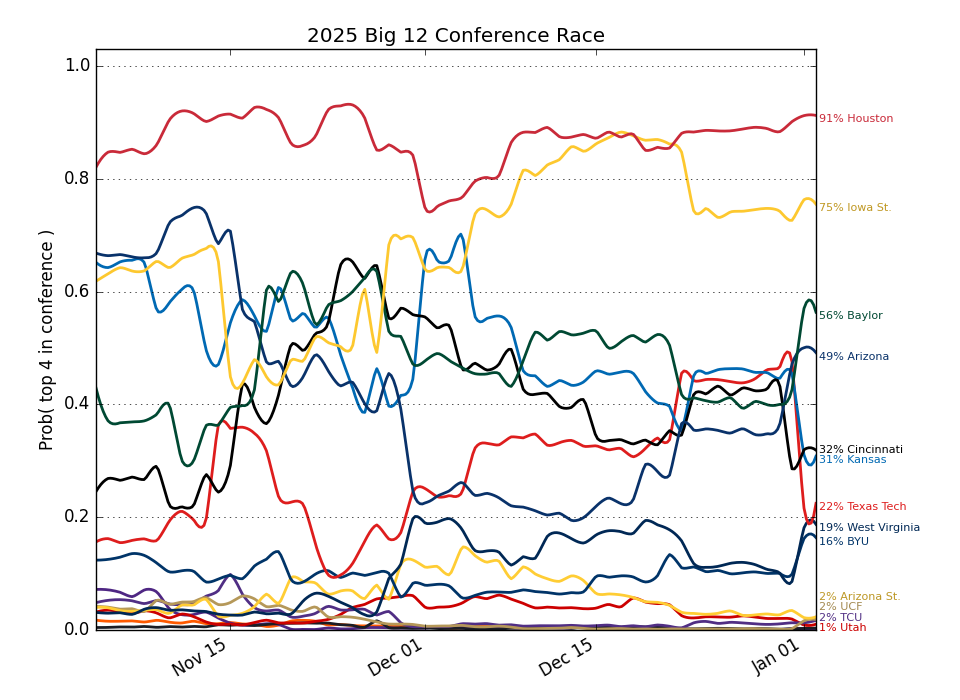 2025 Big 12 Conference Race
Prob( top 4 in conference )
1.0
0.8
0.6
0.4
0.2
0.0
Nov 15
Dec 01
Dec 15
Jan 01
91% Houston
75% Iowa St.
56% Baylor
49% Arizona
32% Cincinnati
31% Kansas
22% Texas Tech
19% West Virginia
16% BYU
2% Arizona St.
2% UCF
2% TCU
1% Utah